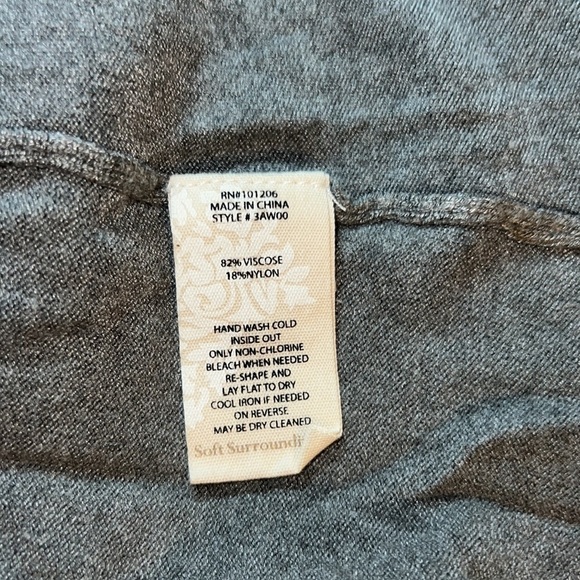 RN#101206
MADE IN CHINA
STYLE # 3AW00
82% VISCOSE
18%NYLON
HAND WASH COLD
INSIDE OUT
ONLY NON-CHLORINE
BLEACH WHEN NEEDED
RE-SHAPE AND
LAY FLAT TO DRY
COOL IRON IF NEEDED
ON REVERSE
MAY BE DRY CLEANED
Soft Surroundi